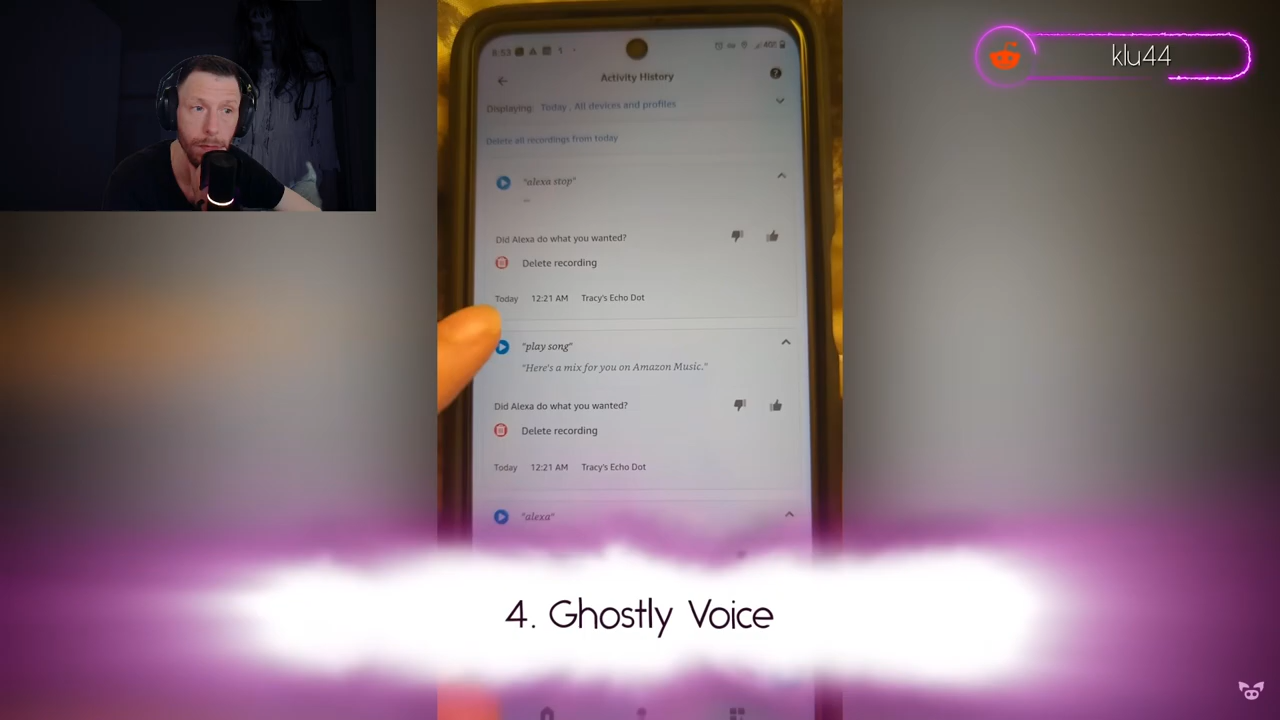 klu44
8:53
46%
Activity History
Displaying: Today , All devices and profiles
Delete all recordings from today
"alexa stop"
Did Alexa do what you wanted?
Delete recording
Today 12:21 AM Tracy's Echo Dot
"play song"
"Here's a mix for you on Amazon Music."
Did Alexa do what you wanted?
Delete recording
Today 12:21 AM Tracy's Echo Dot
"alexa"
4. Ghostly Voice